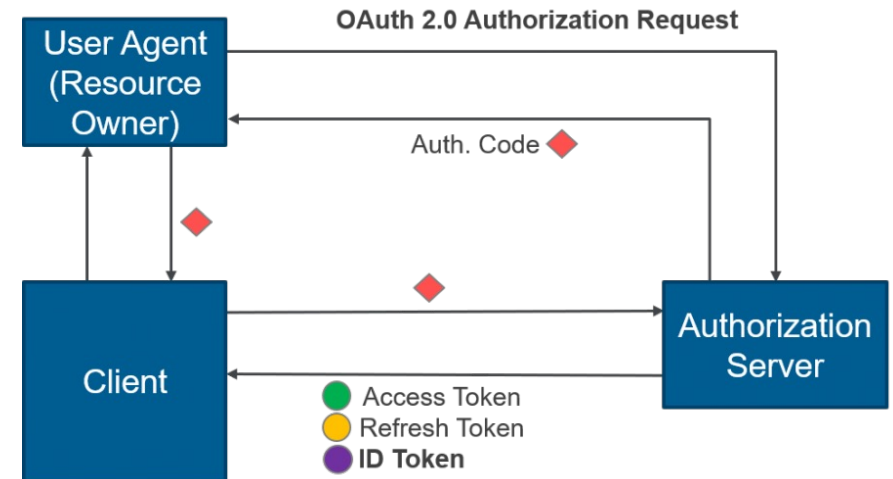 OAuth 2.0 Authorization Request
User Agent
(Resource
Owner)
Auth. Code
Client
Authorization
Server
Access Token
Refresh Token
ID Token